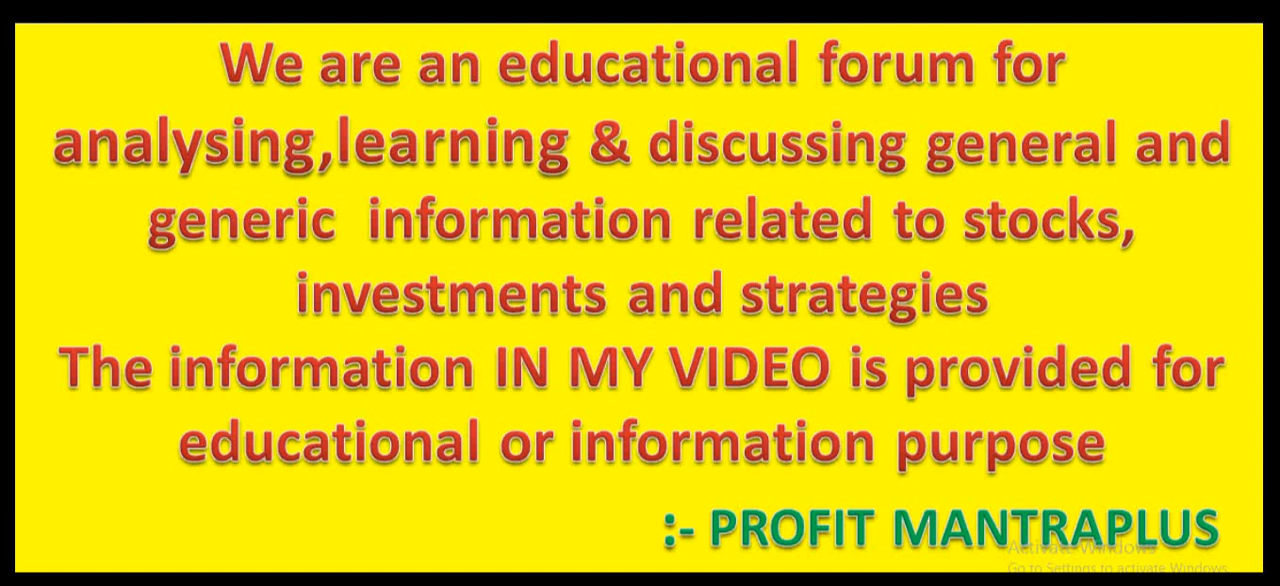 We are an educational forum for
analysing,learning & discussing general and
generic information related to stocks,
investments and strategies
The information IN MY VIDEO is provided for
educational or information purpose
:- PROFIT MANTRAPLUS
Activate Windows
Go to Settings to activate Windows.